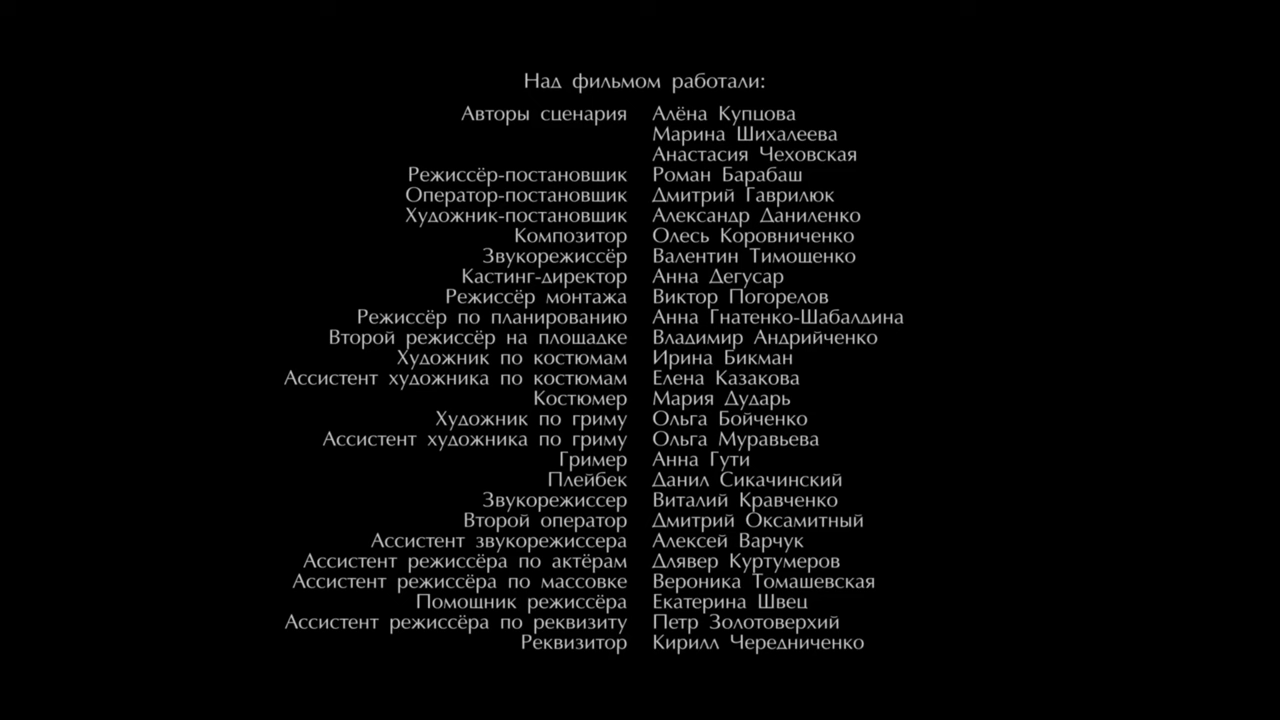 Над фильмом работали:
Авторы сценария Алёна Купцова
Марина Шихалеева
Анастасия Чеховская
Режиссёр-постановщик Роман Барабаш
Оператор-постановщик Дмитрий Гаврилюк
Художник-постановщик Александр Даниленко
Композитор Олесь Коровниченко
Звукорежиссёр Валентин Тимошенко
Кастинг-директор Анна Дегусар
Режиссёр монтажа Виктор Погорелов
Режиссёр по планированию Анна Гнатенко-Шабалдина
Второй режиссёр на площадке Владимир Андрийченко
Художник по костюмам Ирина Бикман
Ассистент художника по костюмам Елена Казакова
Костюмер Мария Дударь
Художник по гриму Ольга Бойченко
Ассистент художника по гриму Ольга Муравьева
Гример Анна Гути
Плейбек Данил Сикачинский
Звукорежиссер Виталий Кравченко
Второй оператор Дмитрий Оксамитный
Ассистент звукорежиссера Алексей Варчук
Ассистент режиссёра по актёрам Длявер Куртумеров
Ассистент режиссёра по массовке Вероника Томашевская
Помощник режиссёра Екатерина Швец
Ассистент режиссёра по реквизиту Петр Золотоверхий
Реквизитор Кирилл Чередниченко